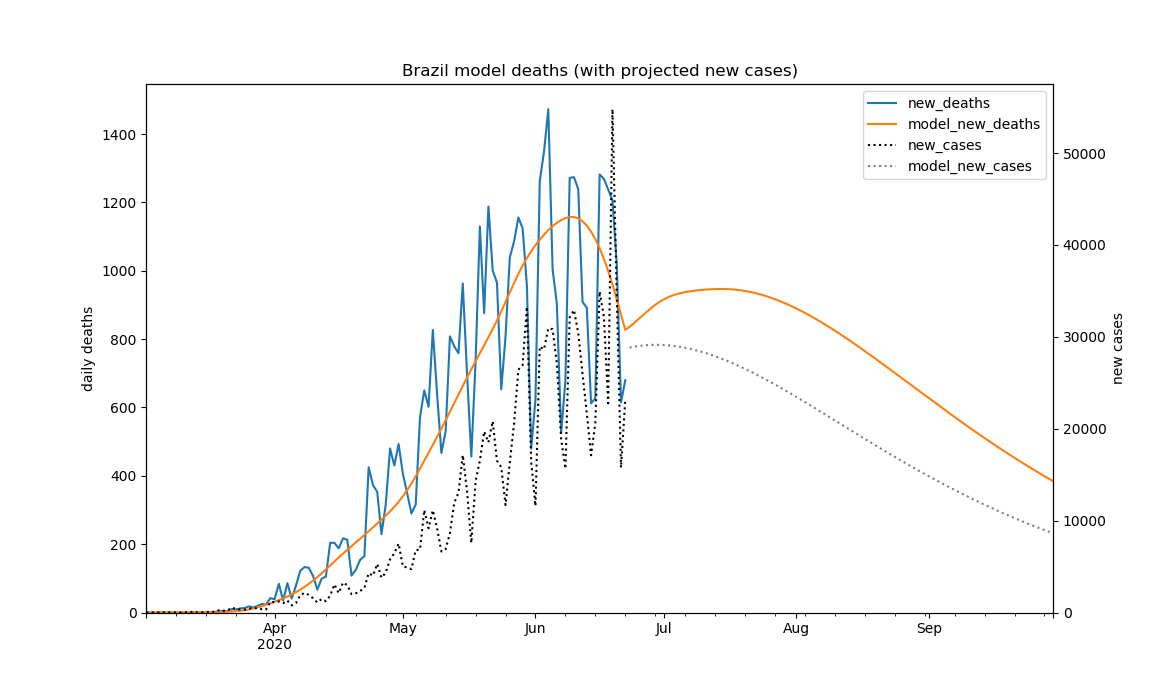 Brazil model deaths (with projected new cases)
new_deaths
model_new_deaths
new_cases
model_new_cases
1400
1200
1000
800
600
400
200
0
daily deaths
50000
40000
30000
20000
10000
0
new cases
Apr
2020
May
Jun
Jul
Aug
Sep